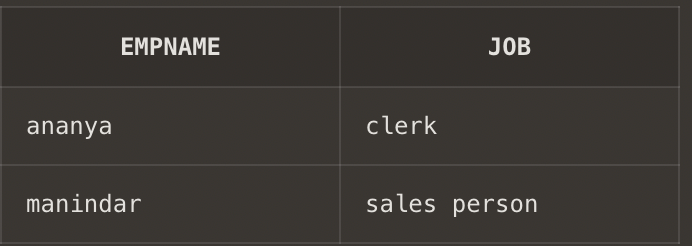 EMPNAME JOB
ananya clerk
manindar sales person